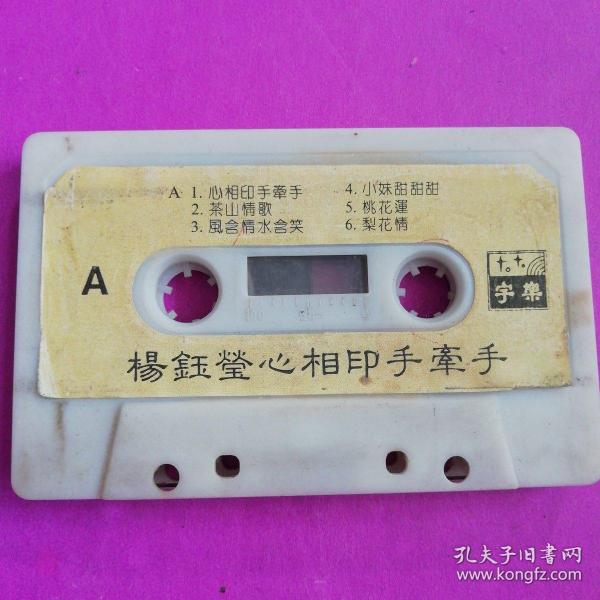 A 1. 心相印手牽手
2. 茶山情歌
3. 風含情水含笑
4. 小妹甜甜甜
5. 桃花運
6. 梨花情
A
字樂
楊鈺瑩心相印手牽手
孔夫子旧書网
www.kongfz.com